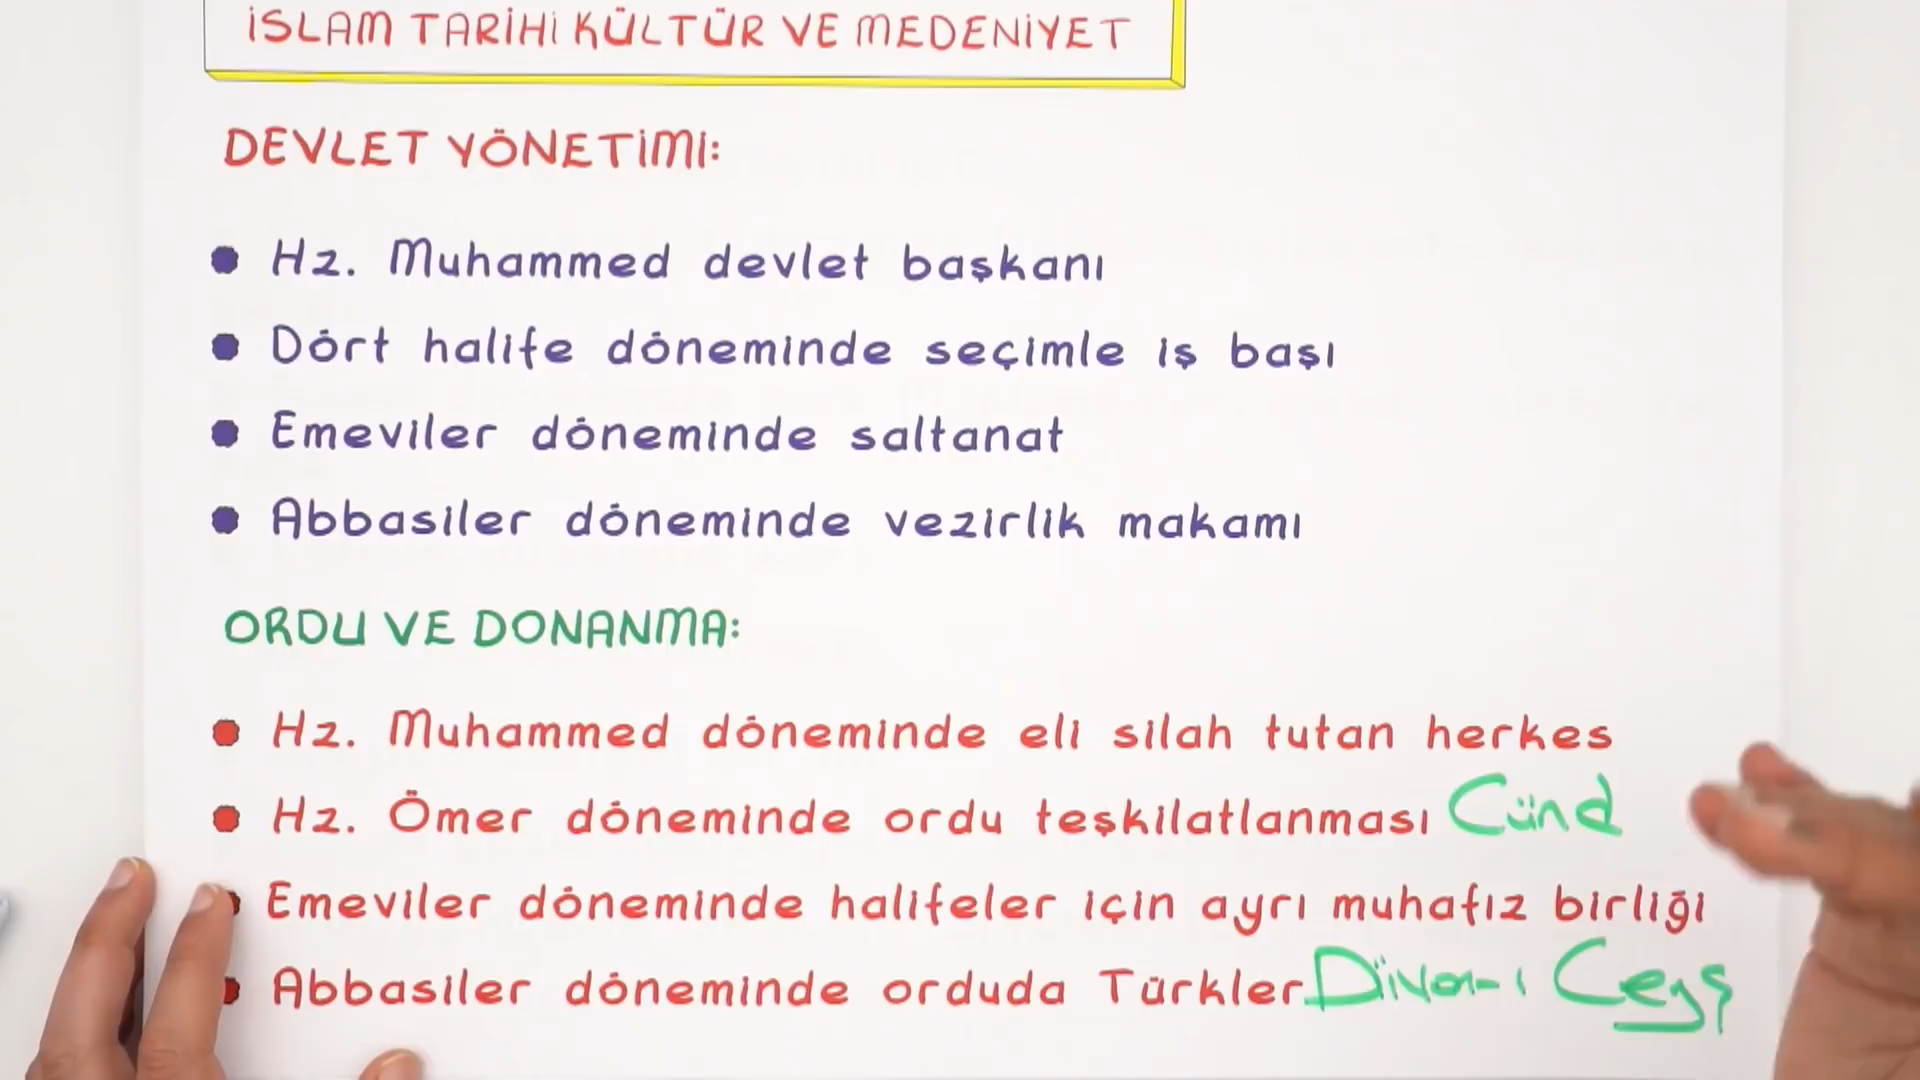 İSLAM TARİHİ KÜLTÜR VE MEDENİYET
DEVLET YÖNETİMİ:
Hz. Muhammed devlet başkanı
Dört halife döneminde seçimle iş başı
Emeviler döneminde saltanat
Abbasiler döneminde vezirlik makamı
ORDU VE DONANMA:
Hz. Muhammed döneminde eli silah tutan herkes
Hz. Ömer döneminde ordu teşkilatlanması Cünd
Emeviler döneminde halifeler için ayrı muhafız birliği
Abbasiler döneminde orduda Türkler Divan-ı Ceyş